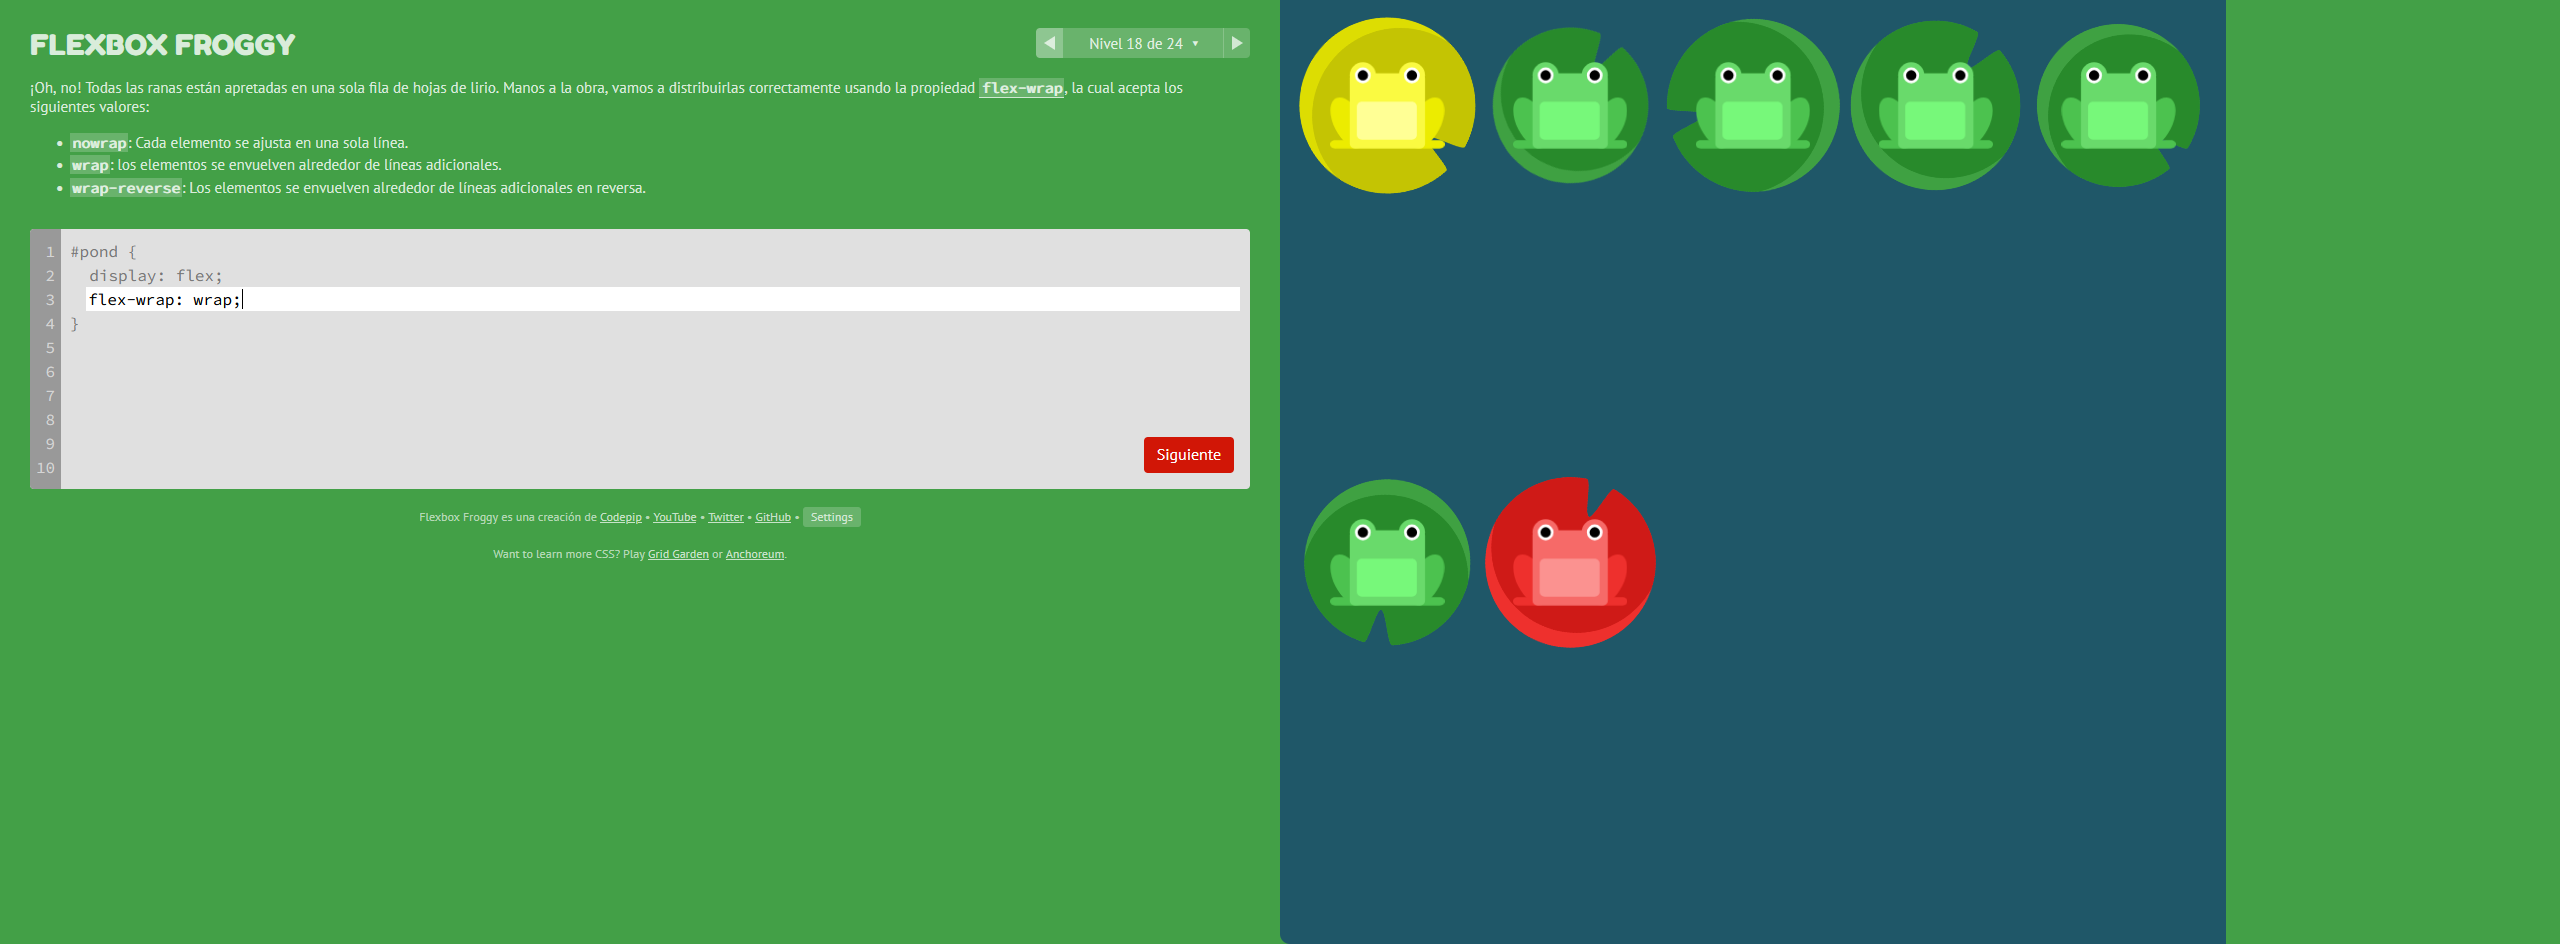 FLEXBOX FROGGY
Nivel 18 de 24
¡Oh, no! Todas las ranas están apretadas en una sola fila de hojas de lirio. Manos a la obra, vamos a distribuirlas correctamente usando la propiedad flex-wrap, la cual acepta los
siguientes valores:
• nowrap: Cada elemento se ajusta en una sola línea.
• wrap: los elementos se envuelven alrededor de líneas adicionales.
• wrap-reverse: Los elementos se envuelven alrededor de líneas adicionales en reversa.
1 #pond {
2 display: flex;
3 flex-wrap: wrap;
4 }
5
6
7
8
9
10
Siguiente
Flexbox Froggy es una creación de Codepip • YouTube • Twitter • GitHub • Settings
Want to learn more CSS? Play Grid Garden or Anchoreum.